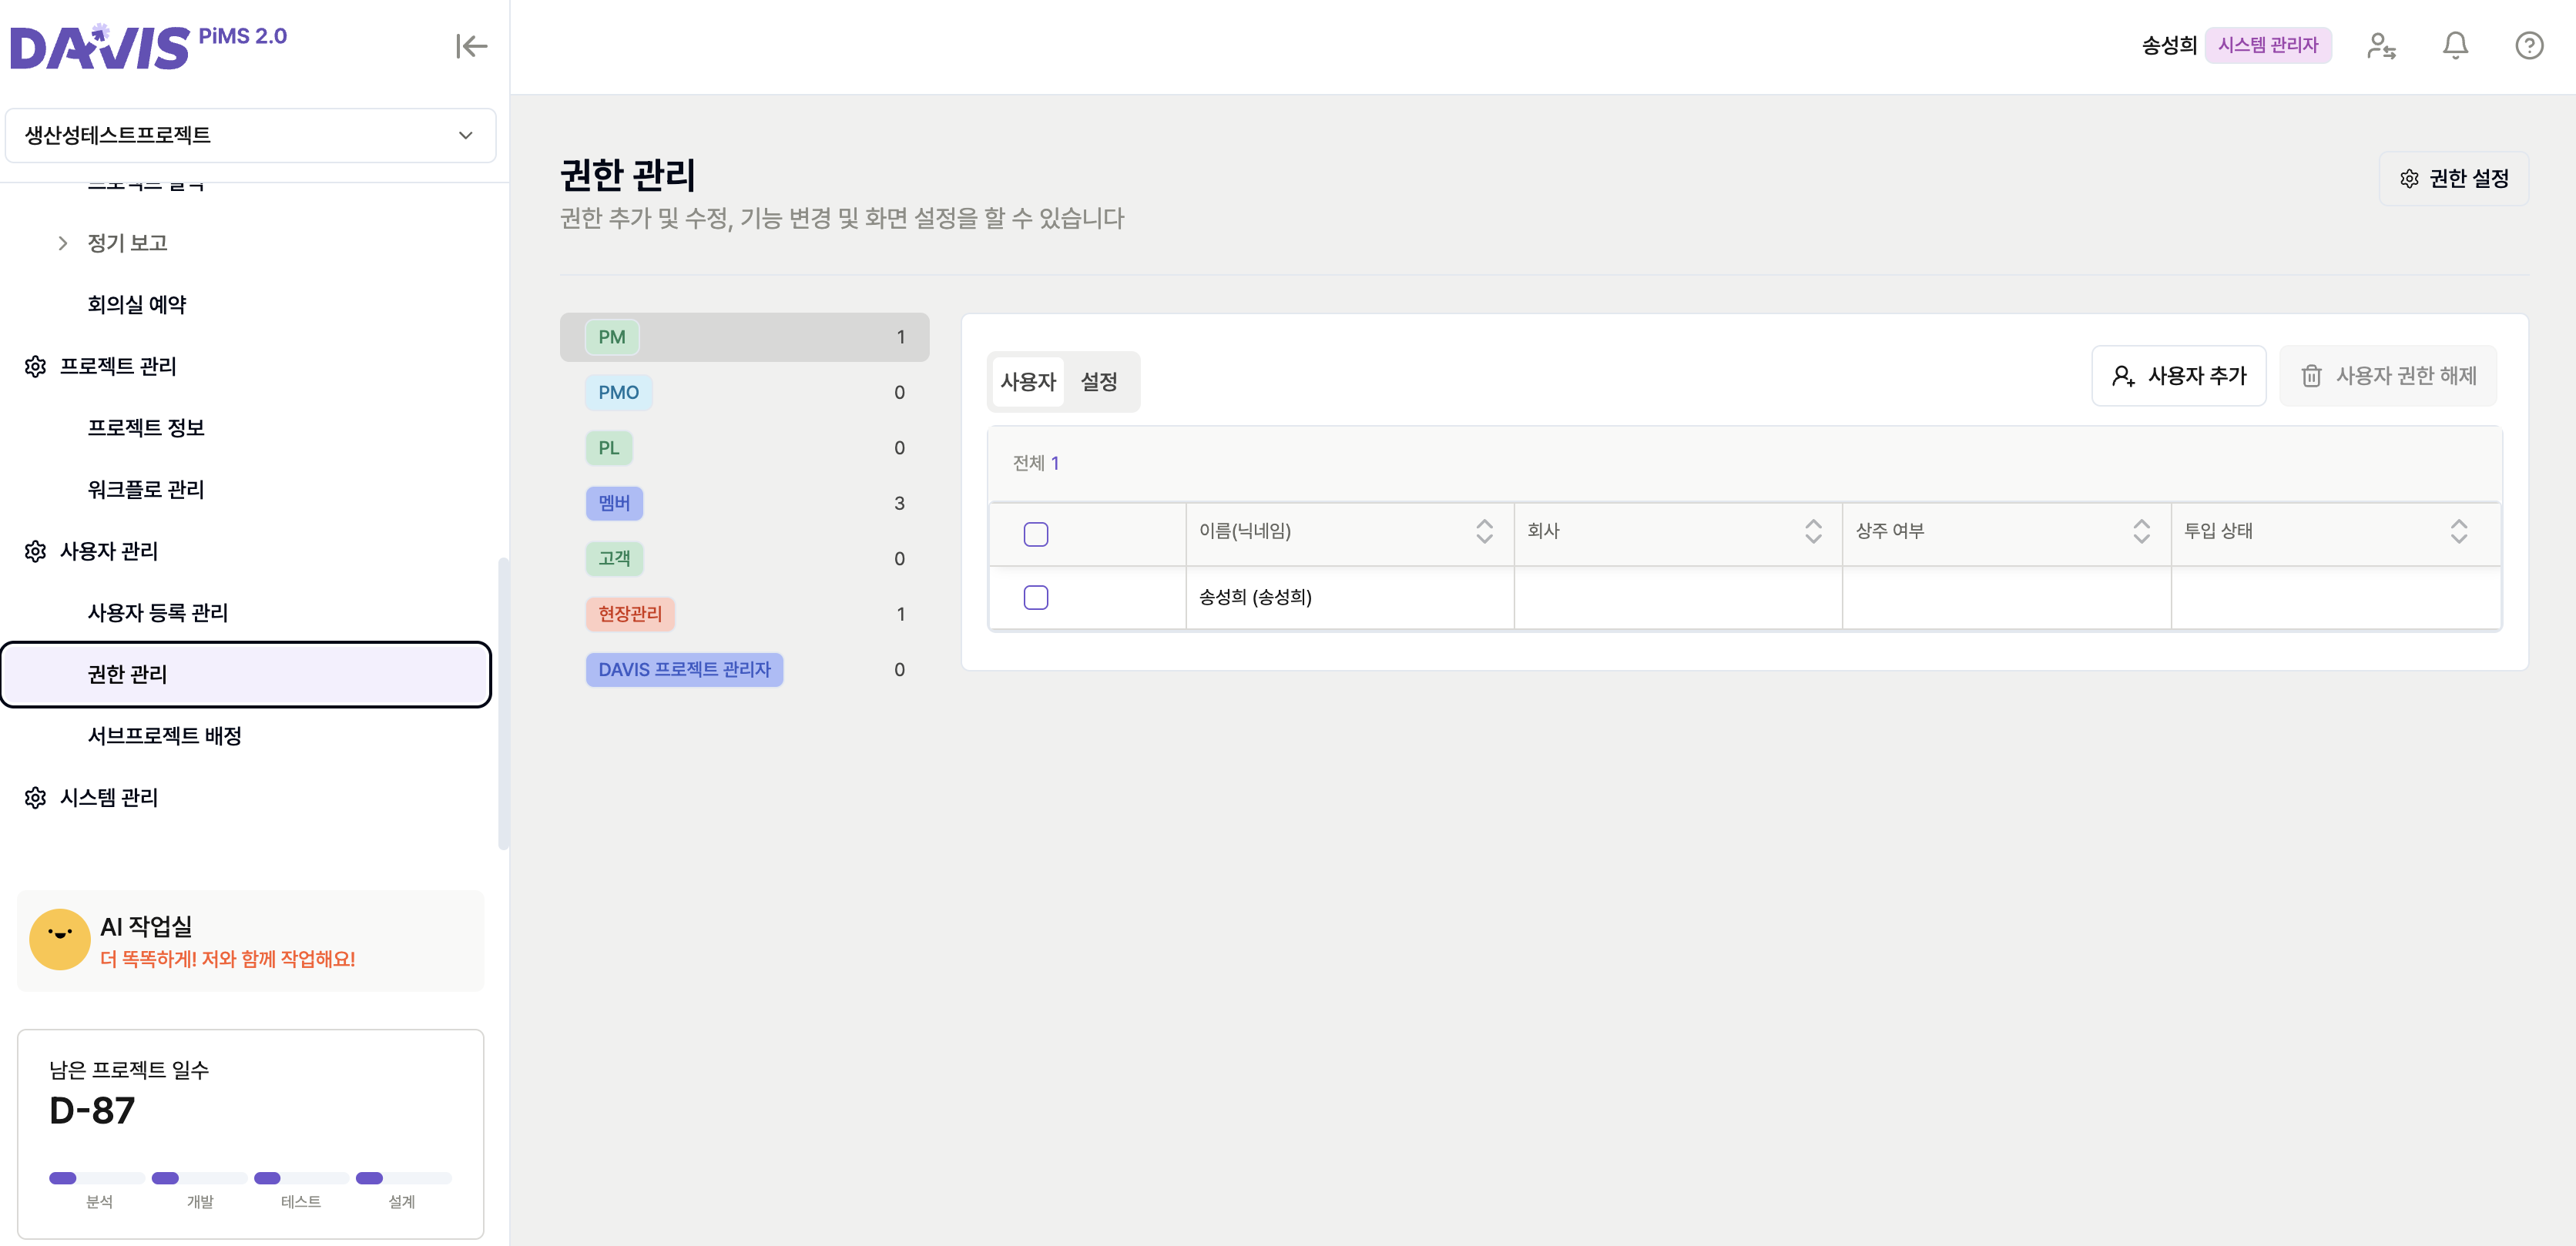 DAVIS PiMS 2.0
생산성테스트프로젝트
정기 보고
회의실 예약
프로젝트 관리
프로젝트 정보
워크플로 관리
사용자 관리
사용자 등록 관리
권한 관리
서브프로젝트 배정
시스템 관리
AI 작업실
더 똑똑하게! 저와 함께 작업해요!
남은 프로젝트 일수
D-87
분석 개발 테스트 설계
송성희 시스템 관리자
권한 관리
권한 설정
권한 추가 및 수정, 기능 변경 및 화면 설정을 할 수 있습니다
PM 1
PMO 0
PL 0
멤버 3
고객 0
현장관리 1
DAVIS 프로젝트 관리자 0
사용자 설정
사용자 추가 사용자 권한 해제
전체 1
이름(닉네임) 회사 상주 여부 투입 상태
송성희 (송성희)